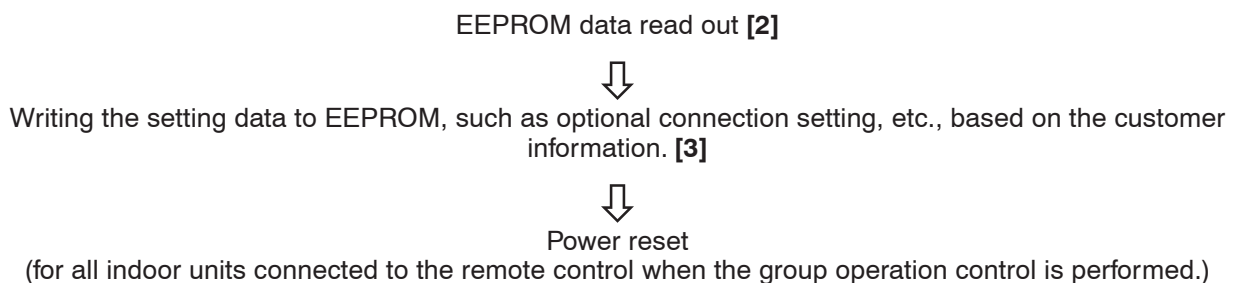 EEPROM data read out [2]
⇩
Writing the setting data to EEPROM, such as optional connection setting, etc., based on the customer
information. [3]
⇩
Power reset
(for all indoor units connected to the remote control when the group operation control is performed.)